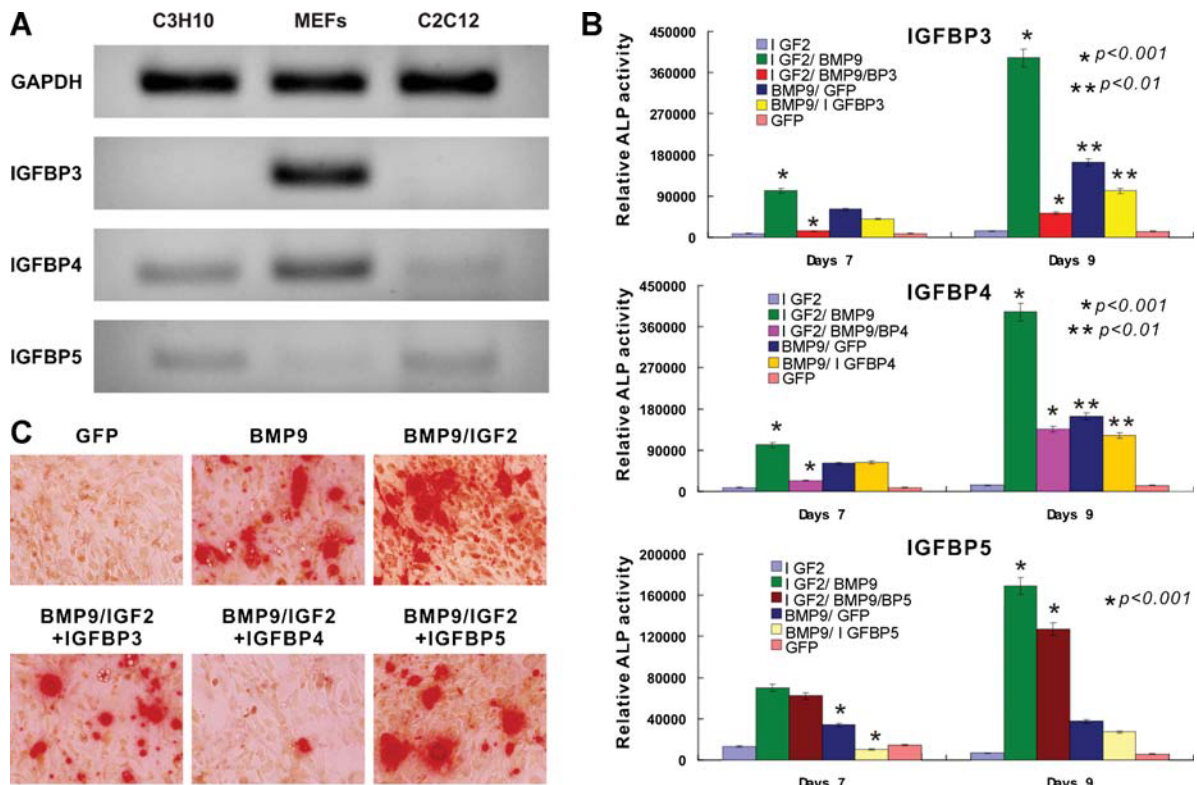 A
C3H10 MEFs C2C12
GAPDH
IGFBP3
IGFBP4
IGFBP5
B
IGFBP3
Relative ALP activity
450000
360000
270000
180000
90000
0
I GF2
I GF2/ BMP9
I GF2/ BMP9/BP3
BMP9/ GFP
BMP9/ I GFBP3
GFP
* p<0.001
** p<0.01
* * * * ** **
Days 7 Days 9
IGFBP4
Relative ALP activity
450000
360000
270000
180000
90000
0
I GF2
I GF2/ BMP9
I GF2/ BMP9/BP4
BMP9/ GFP
BMP9/ I GFBP4
GFP
* p<0.001
** p<0.01
* * * * ** **
Days 7 Days 9
IGFBP5
Relative ALP activity
200000
160000
120000
80000
40000
0
I GF2
I GF2/ BMP9
I GF2/ BMP9/BP5
BMP9/ GFP
BMP9/ I GFBP5
GFP
* p<0.001
* * * *
Days 7 Days 9
C
GFP BMP9 BMP9/IGF2
BMP9/IGF2 BMP9/IGF2 BMP9/IGF2
+IGFBP3 +IGFBP4 +IGFBP5